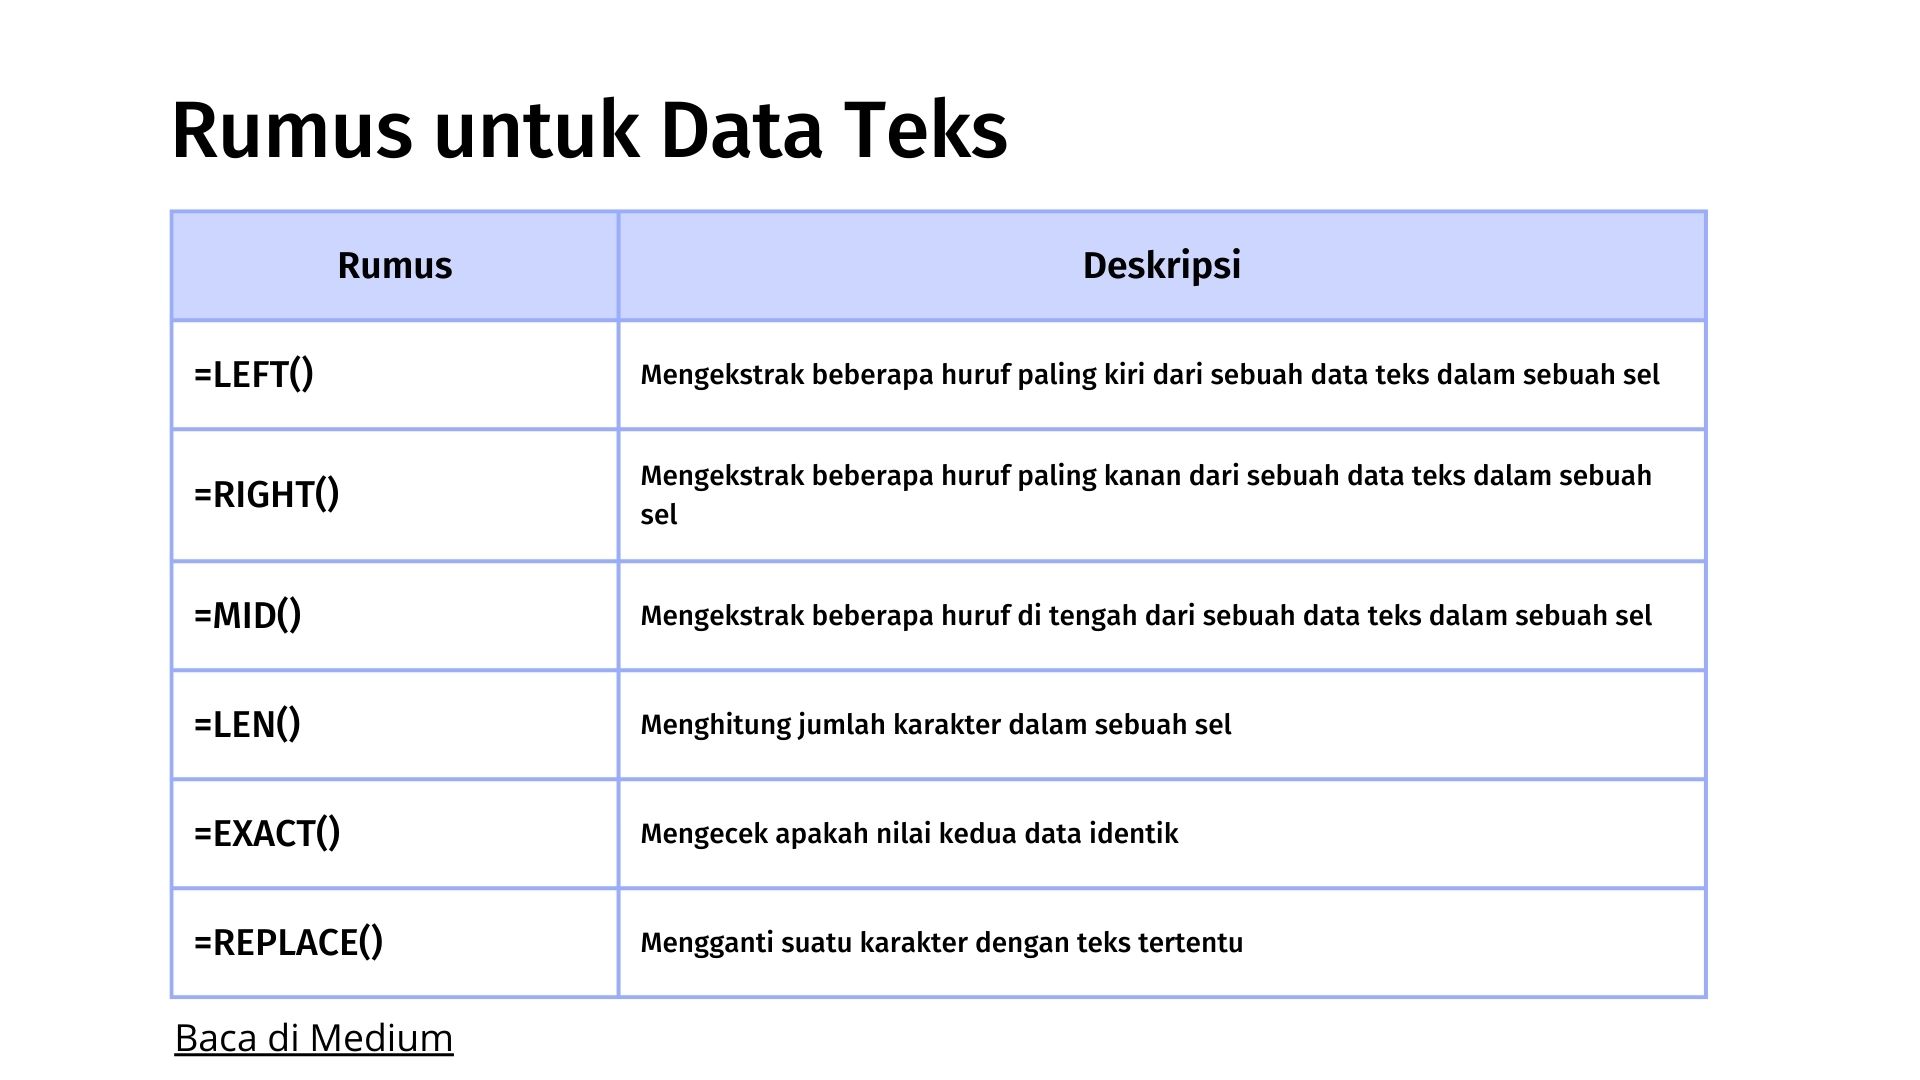 Rumus untuk Data Teks
Rumus
Deskripsi
=LEFT()
Mengekstrak beberapa huruf paling kiri dari sebuah data teks dalam sebuah sel
=RIGHT()
Mengekstrak beberapa huruf paling kanan dari sebuah data teks dalam sebuah
sel
=MID()
Mengekstrak beberapa huruf di tengah dari sebuah data teks dalam sebuah sel
=LEN()
Menghitung jumlah karakter dalam sebuah sel
=EXACT()
Mengecek apakah nilai kedua data identik
=REPLACE()
Mengganti suatu karakter dengan teks tertentu
Baca di Medium